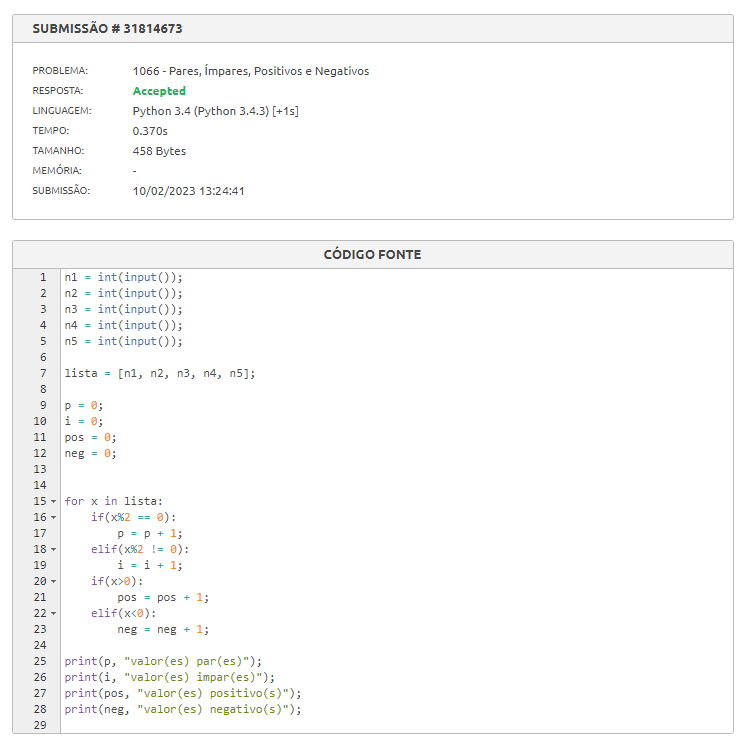 SUBMISSÃO # 31814673
PROBLEMA: 1066 - Pares, Ímpares, Positivos e Negativos
RESPOSTA: Accepted
LINGUAGEM: Python 3.4 (Python 3.4.3) [+1s]
TEMPO: 0.370s
TAMANHO: 458 Bytes
MEMÓRIA: -
SUBMISSÃO: 10/02/2023 13:24:41
CÓDIGO FONTE
1 n1 = int(input());
2 n2 = int(input());
3 n3 = int(input());
4 n4 = int(input());
5 n5 = int(input());
6
7 lista = [n1, n2, n3, n4, n5];
8
9 p = 0;
10 i = 0;
11 pos = 0;
12 neg = 0;
13
14
15 for x in lista:
16     if(x%2 == 0):
17         p = p + 1;
18     elif(x%2 != 0):
19         i = i + 1;
20     if(x>0):
21         pos = pos + 1;
22     elif(x<0):
23         neg = neg + 1;
24
25 print(p, "valor(es) par(es)");
26 print(i, "valor(es) impar(es)");
27 print(pos, "valor(es) positivo(s)");
28 print(neg, "valor(es) negativo(s)");
29